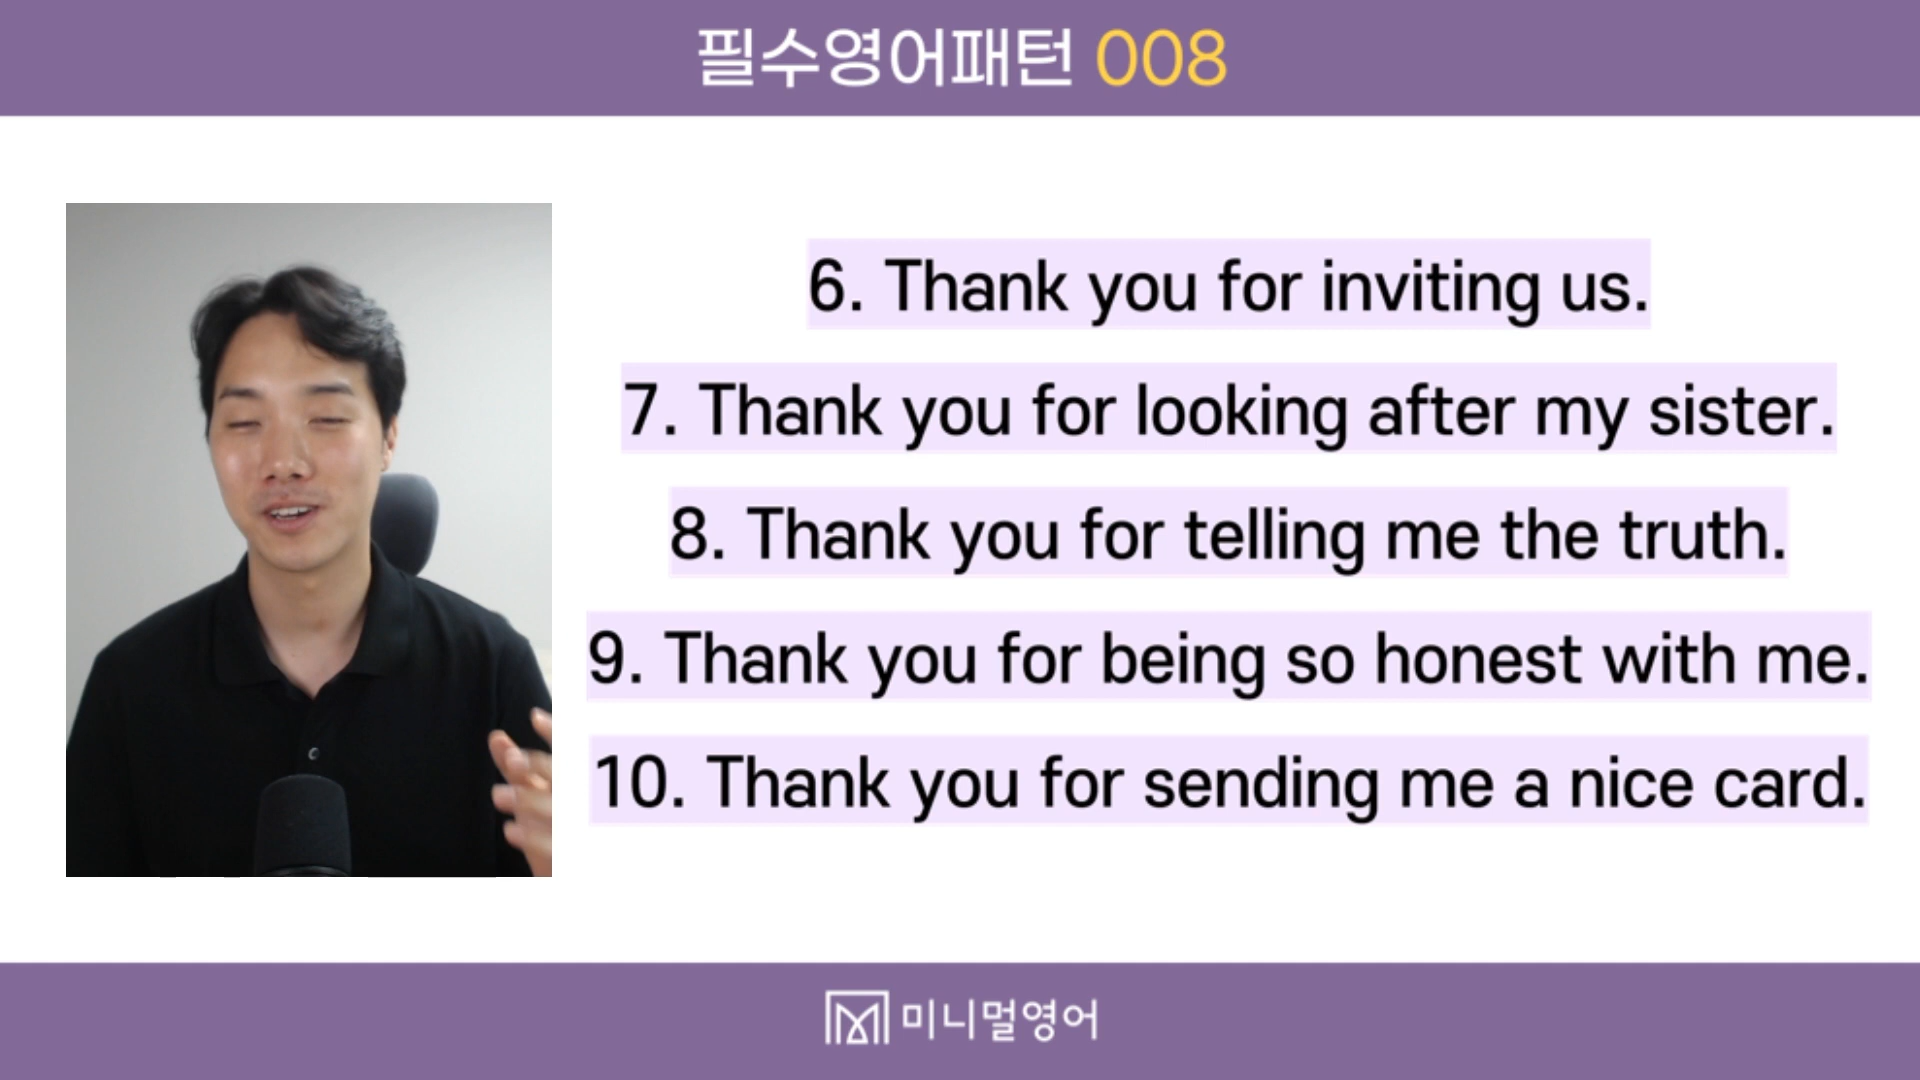 필수영어패턴 008
6. Thank you for inviting us.
7. Thank you for looking after my sister.
8. Thank you for telling me the truth.
9. Thank you for being so honest with me.
10. Thank you for sending me a nice card.
미니멀영어